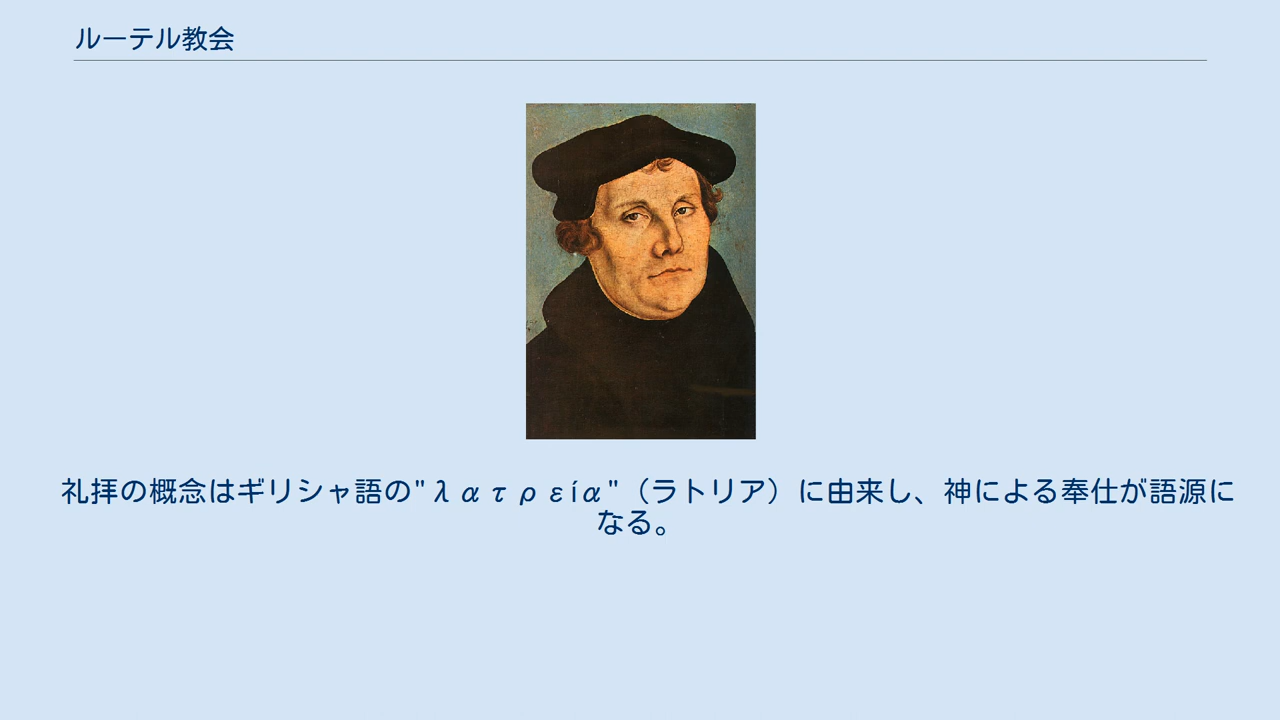 ルーテル教会
礼拝の概念はギリシャ語の"λατρεία"（ラトリア）に由来し、神による奉仕が語源に
なる。